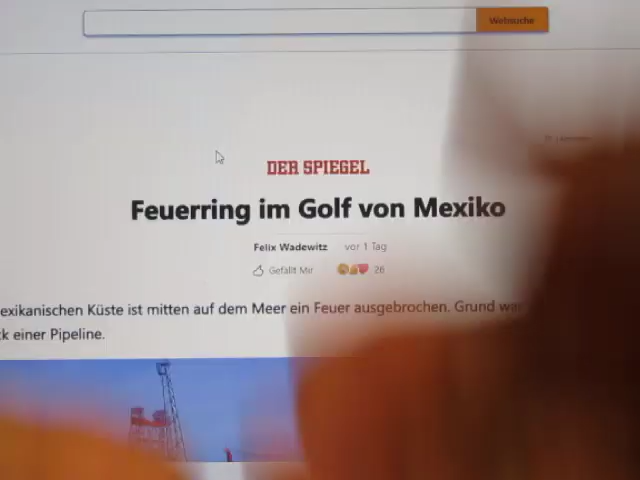 Websuche
DER SPIEGEL
Feuerring im Golf von Mexiko
Felix Wadewitz vor 1 Tag
Gefällt Mir 26
exikanischen Küste ist mitten auf dem Meer ein Feuer ausgebrochen. Grund
k einer Pipeline.